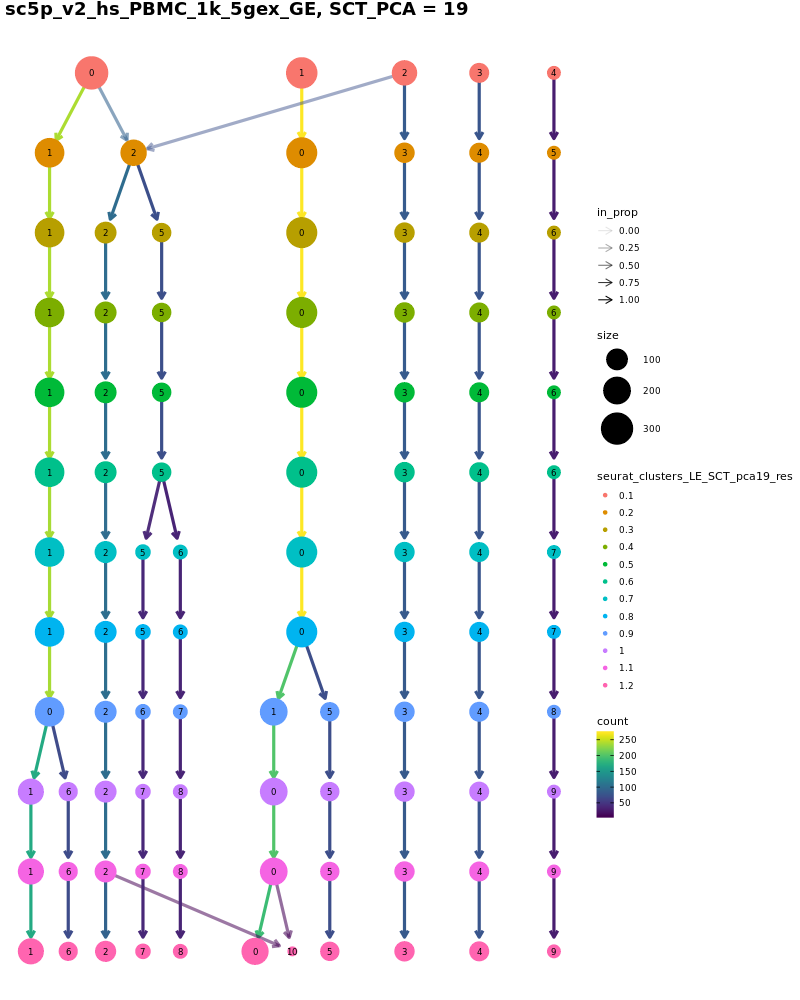 sc5p_v2_hs_PBMC_1k_5gex_GE, SCT_PCA = 19
0 1 2 3 4
1 2 0 3 4 5
1 2 5 0 3 4 6
1 2 5 0 3 4 6
1 2 5 0 3 4 6
1 2 5 0 3 4 6
1 2 5 6 0 3 4 7
1 2 5 6 0 3 4 7
0 2 6 7 1 5 3 4 8
1 6 2 7 8 0 5 3 4 9
1 6 2 7 8 0 5 3 4 9
1 6 2 7 8 0 10 5 3 4 9
in_prop
0.00
0.25
0.50
0.75
1.00
size
100
200
300
seurat_clusters_LE_SCT_pca19_res
0.1
0.2
0.3
0.4
0.5
0.6
0.7
0.8
0.9
1
1.1
1.2
count
250
200
150
100
50